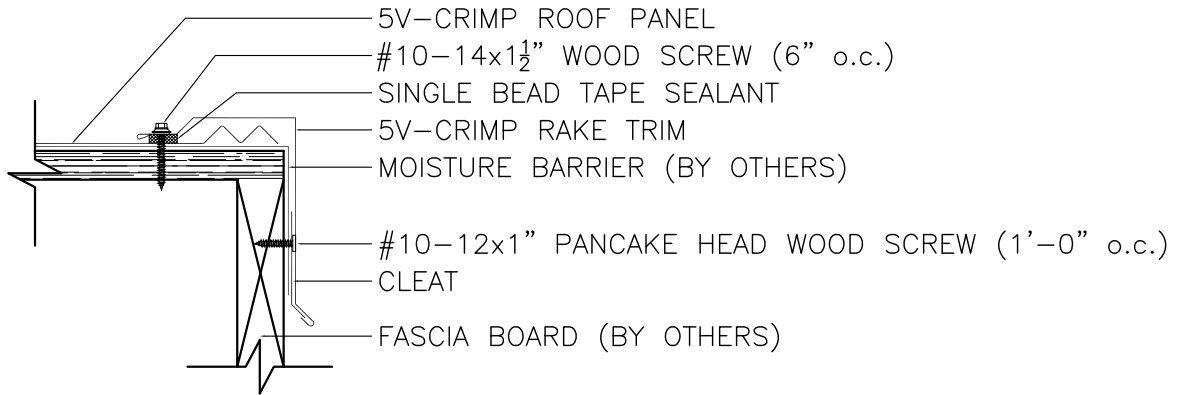 5V-CRIMP ROOF PANEL
#10-14x1½" WOOD SCREW (6" o.c.)
SINGLE BEAD TAPE SEALANT
5V-CRIMP RAKE TRIM
MOISTURE BARRIER (BY OTHERS)
#10-12x1" PANCAKE HEAD WOOD SCREW (1'-0" o.c.)
CLEAT
FASCIA BOARD (BY OTHERS)